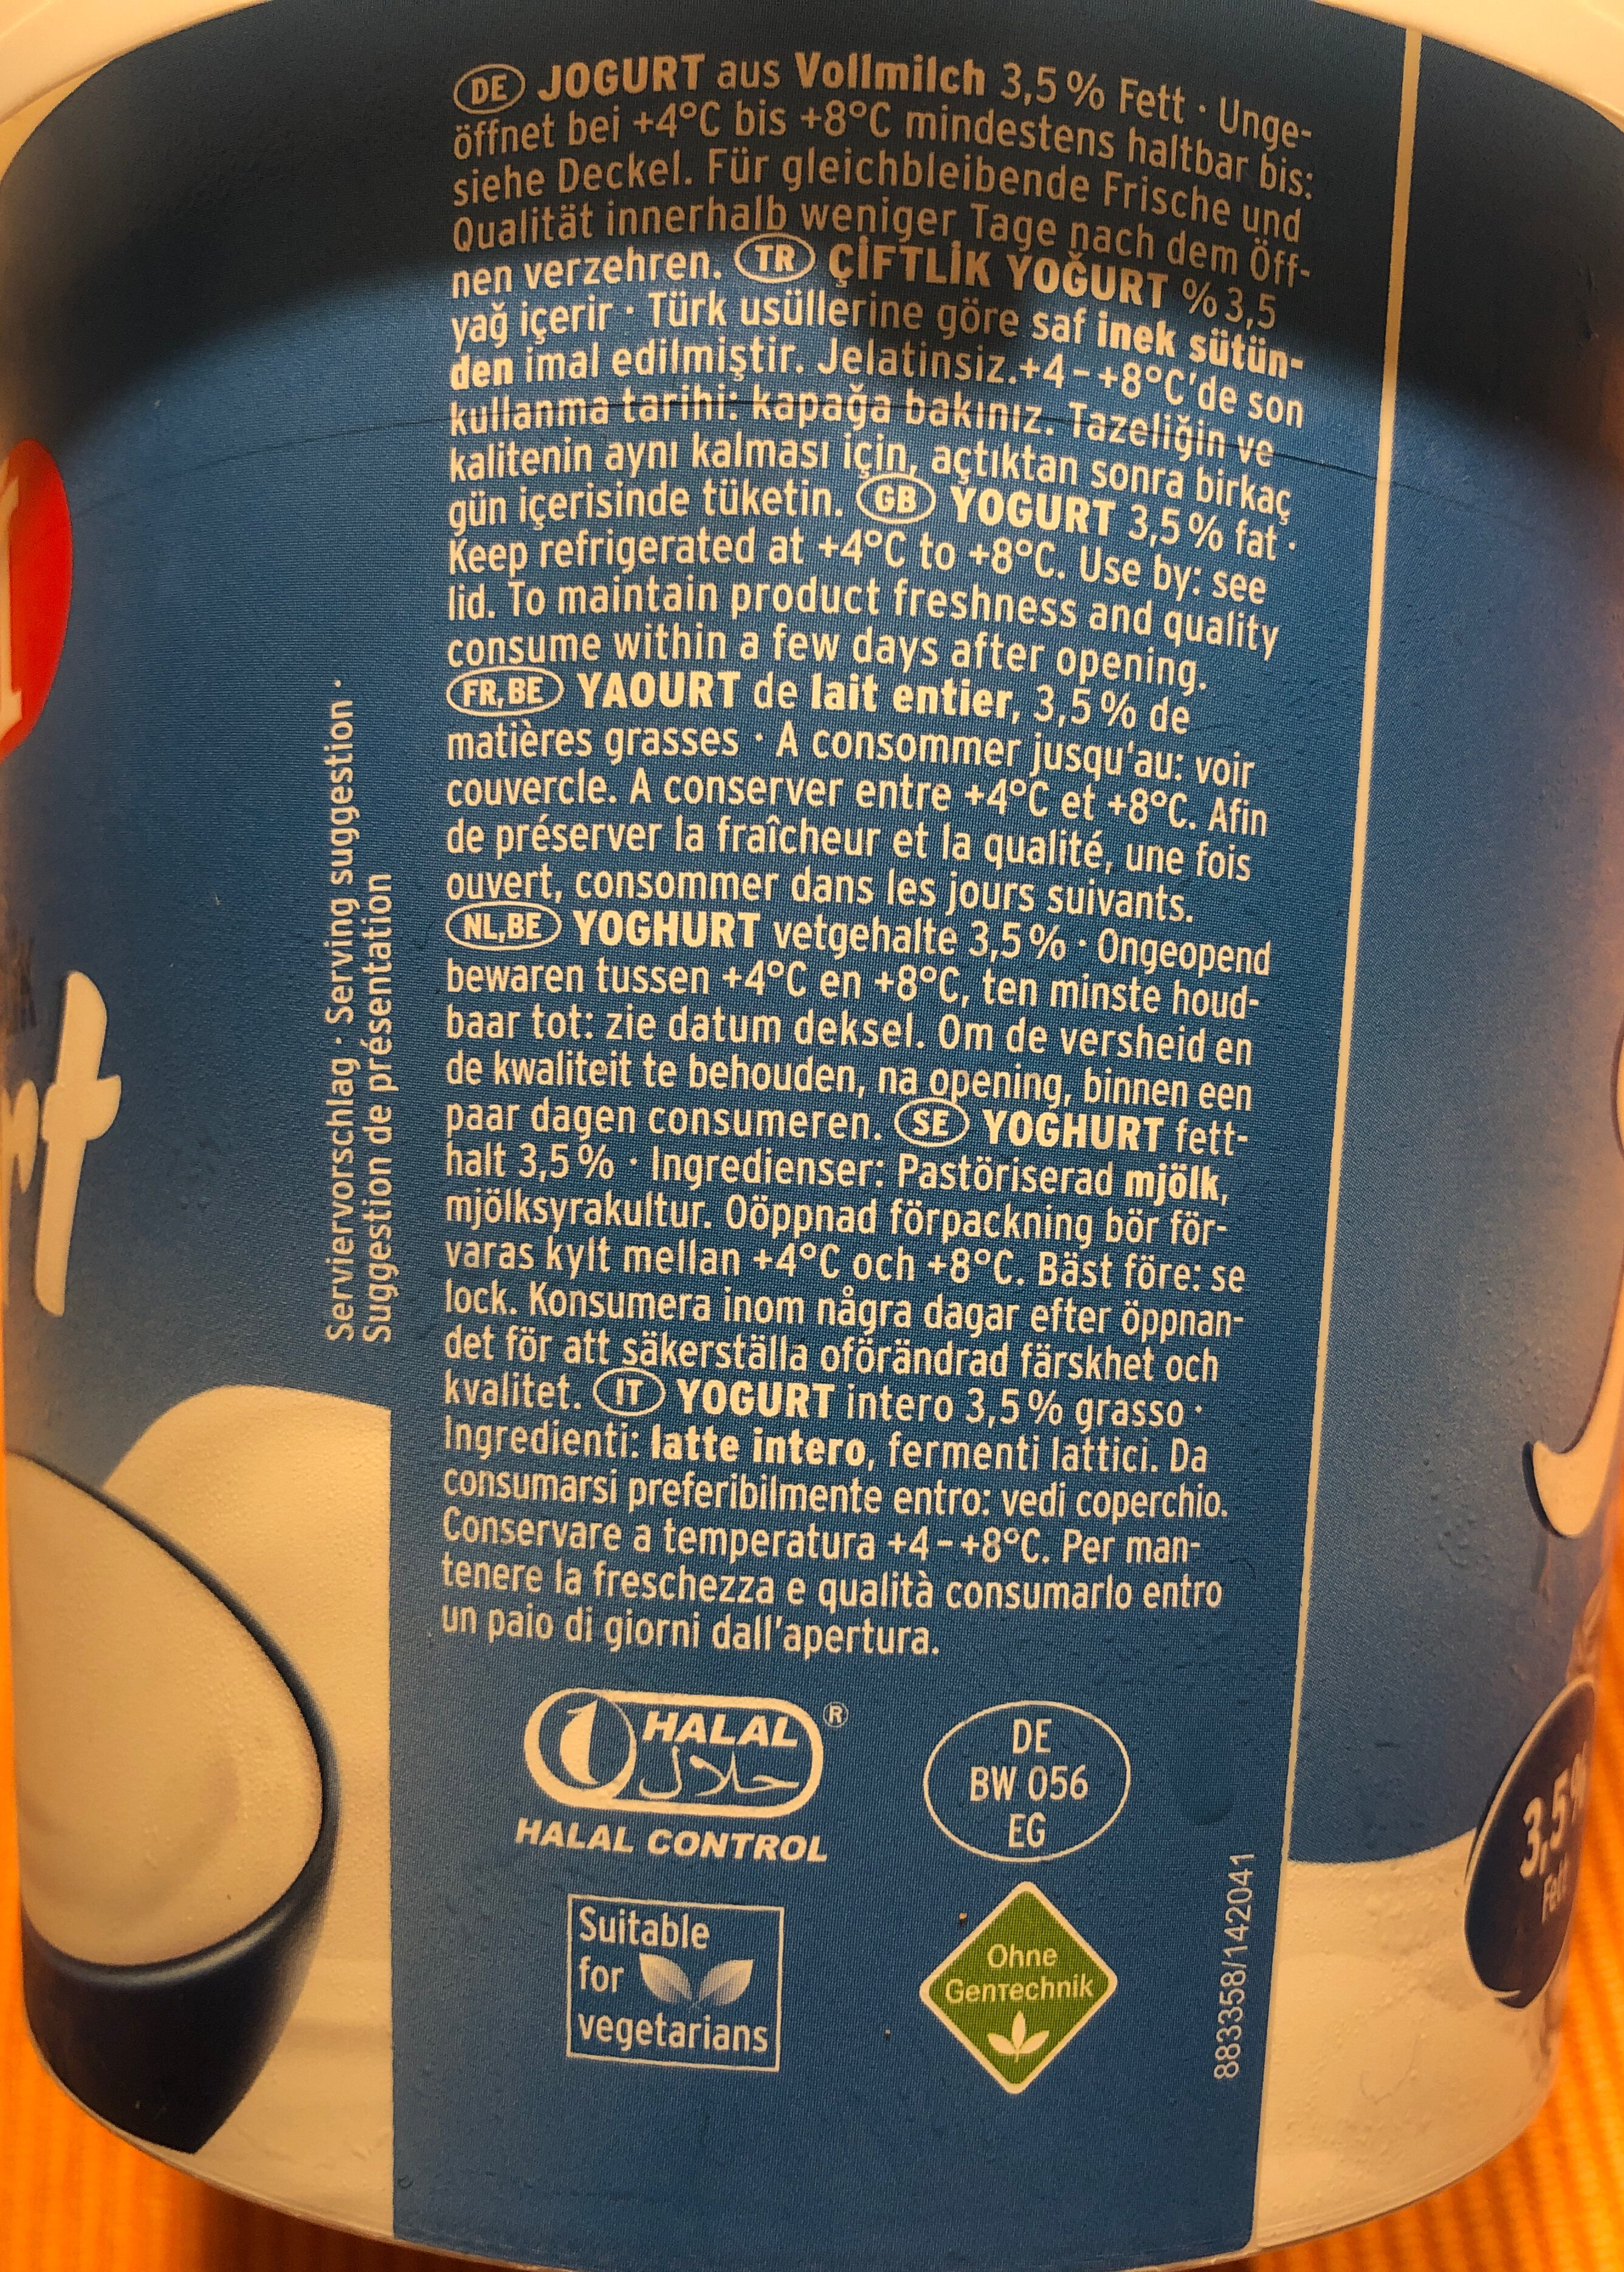 DE JOGURT aus Vollmilch 3,5 % Fett · Unge-
öffnet bei +4°C bis +8°C mindestens haltbar bis:
siehe Deckel. Für gleichbleibende Frische und
Qualität innerhalb weniger Tage nach dem Öff-
nen verzehren. TR ÇİFTLİK YOĞURT % 3,5
yağ içerir · Türk usüllerine göre saf inek sütün-
den imal edilmiştir. Jelatinsiz.+4 – +8°C'de son
kullanma tarihi: kapağa bakınız. Tazeliğin ve
kalitenin aynı kalması için, açtıktan sonra birkaç
gün içerisinde tüketin. GB YOGURT 3,5 % fat ·
Keep refrigerated at +4°C to +8°C. Use by: see
lid. To maintain product freshness and quality
consume within a few days after opening.
FR, BE YAOURT de lait entier, 3,5 % de
matières grasses · A consommer jusqu'au: voir
couvercle. A conserver entre +4°C et +8°C. Afin
de préserver la fraîcheur et la qualité, une fois
ouvert, consommer dans les jours suivants.
NL,BE YOGHURT vetgehalte 3,5 % · Ongeopend
bewaren tussen +4°C en +8°C, ten minste houd-
baar tot: zie datum deksel. Om de versheid en
de kwaliteit te behouden, na opening, binnen een
paar dagen consumeren. SE YOGHURT fett-
halt 3,5 % · Ingredienser: Pastöriserad mjölk,
mjölksyrakultur. Oöppnad förpackning bör för-
varas kylt mellan +4°C och +8°C. Bäst före: se
lock. Konsumera inom några dagar efter öppnan-
det för att säkerställa oförändrad färskhet och
kvalitet. IT YOGURT intero 3,5 % grasso ·
Ingredienti: latte intero, fermenti lattici. Da
consumarsi preferibilmente entro: vedi coperchio.
Conservare a temperatura +4 – +8°C. Per man-
tenere la freschezza e qualità consumarlo entro
un paio di giorni dall'apertura.
Serviervorschlag · Serving suggestion ·
Suggestion de présentation
HALAL ®
حلال
HALAL CONTROL
DE
BW 056
EG
Suitable
for
vegetarians
Ohne
GenTechnik
883358/142041
3,5%
Fett